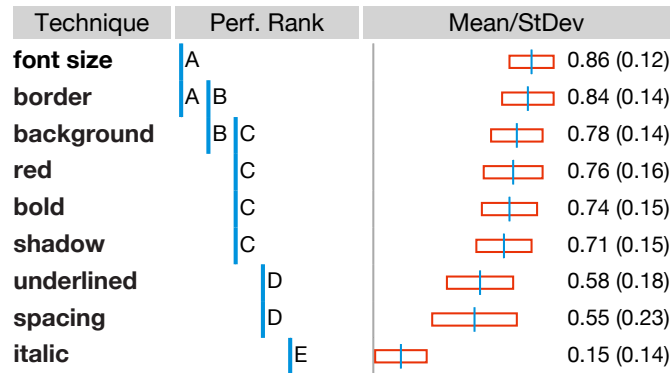 Technique Perf. Rank Mean/StDev
font size A 0.86 (0.12)
border A B 0.84 (0.14)
background B C 0.78 (0.14)
red C 0.76 (0.16)
bold C 0.74 (0.15)
shadow C 0.71 (0.15)
underlined D 0.58 (0.18)
spacing D 0.55 (0.23)
italic E 0.15 (0.14)